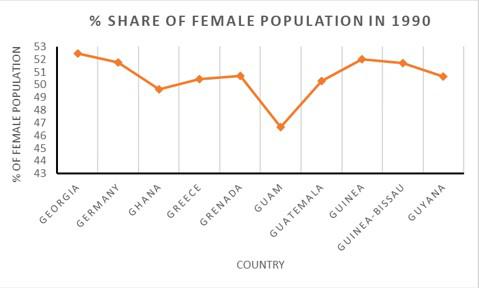 % SHARE OF FEMALE POPULATION IN 1990
% OF FEMALE POPULATION
53
52
51
50
49
48
47
46
45
44
43
GEORGIA
GERMANY
GHANA
GREECE
GRENADA
GUAM
GUATEMALA
GUINEA
GUINEA-BISSAU
GUYANA
COUNTRY